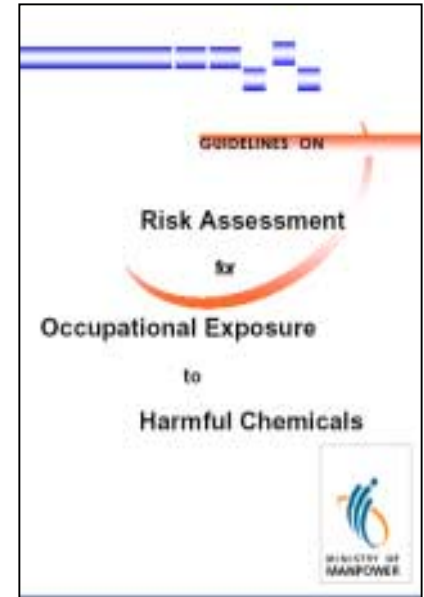 GUIDELINES ON
Risk Assessment
for
Occupational Exposure
to
Harmful Chemicals
MINISTRY OF
MANPOWER